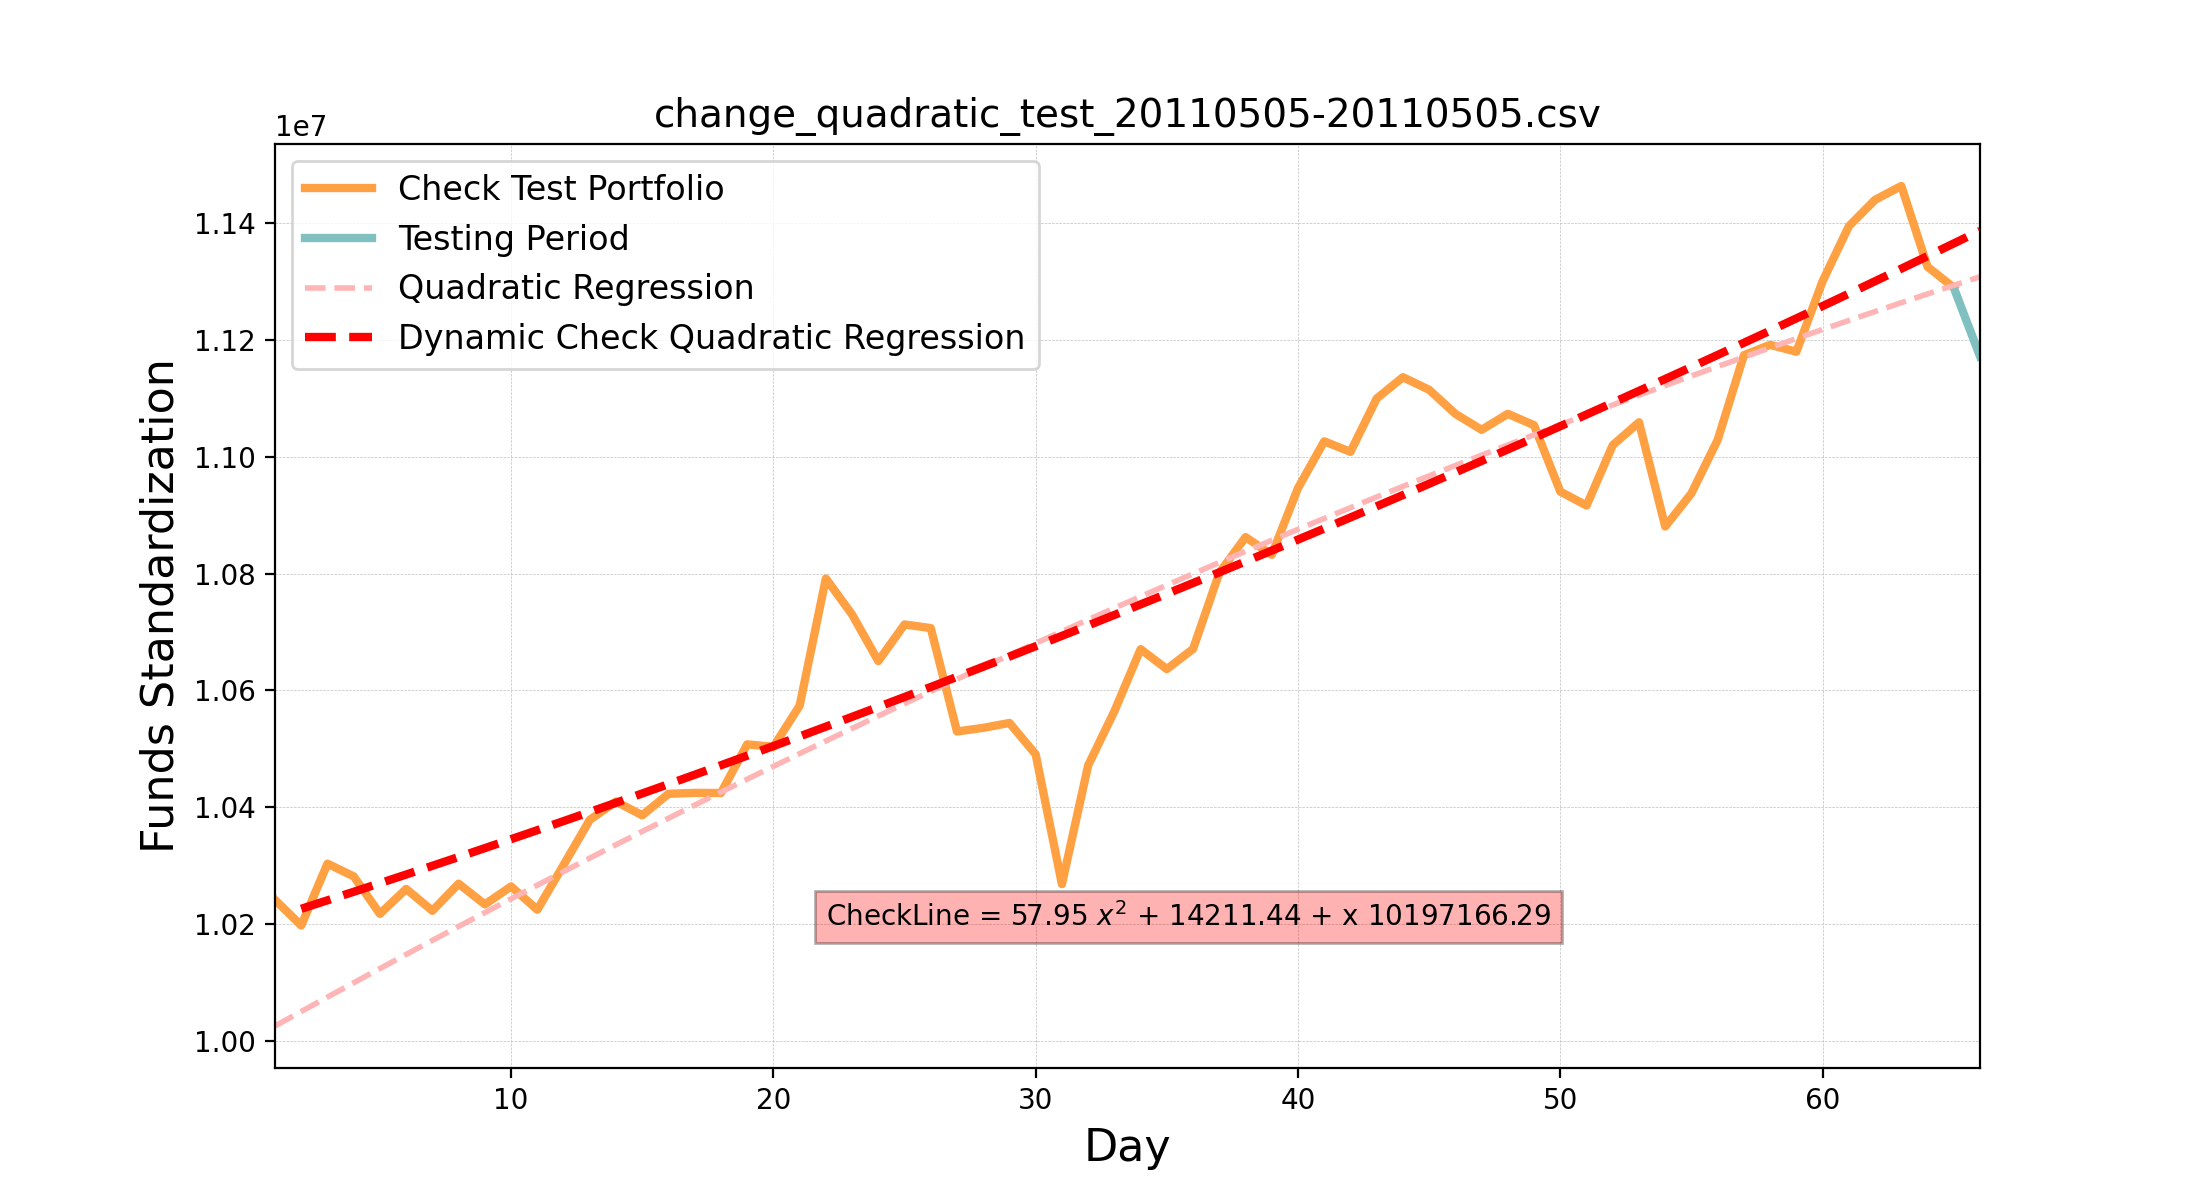 change_quadratic_test_20110505-20110505.csv
1e7
Check Test Portfolio
Testing Period
Quadratic Regression
Dynamic Check Quadratic Regression
1.14
1.12
1.10
1.08
1.06
1.04
1.02
1.00
Funds Standardization
CheckLine = 57.95 x² + 14211.44 + x 10197166.29
10 20 30 40 50 60
Day